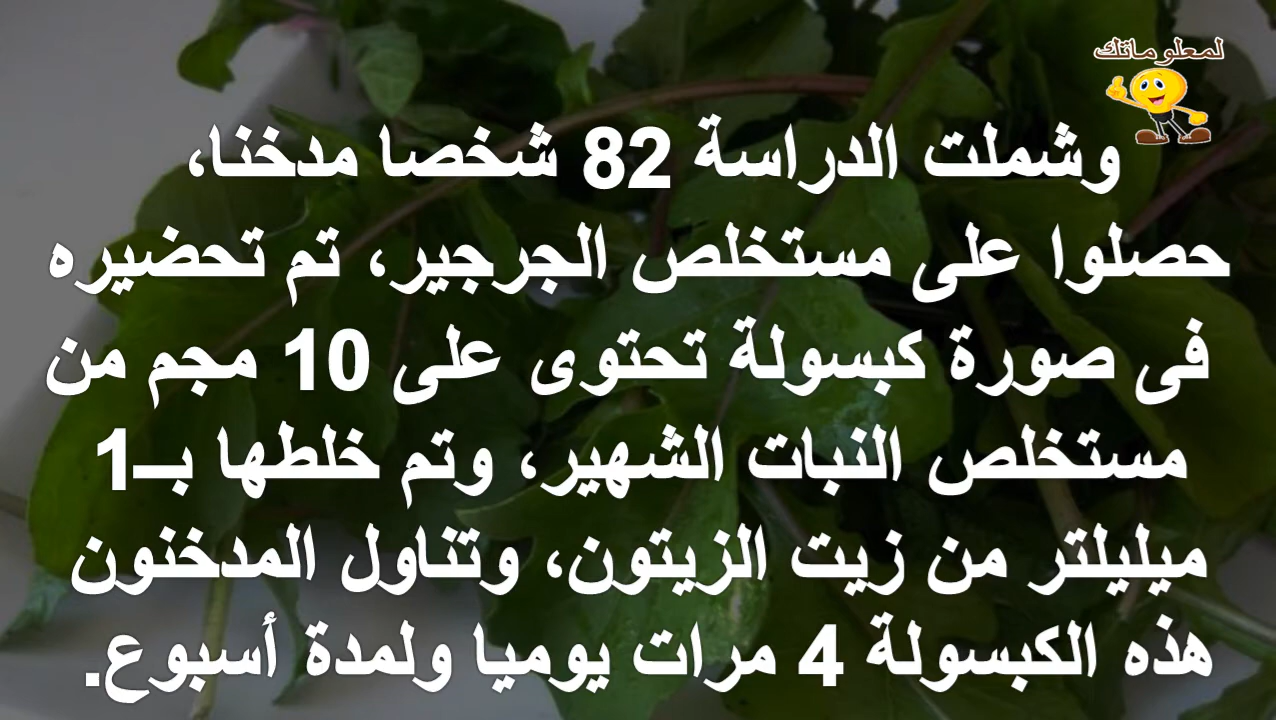 لمعلوماتك
وشملت الدراسة 82 شخصا مدخنا،
حصلوا على مستخلص الجرجير، تم تحضيره
فى صورة كبسولة تحتوى على 10 مجم من
مستخلص النبات الشهير، وتم خلطها بــ1
ميليلتر من زيت الزيتون، وتناول المدخنون
هذه الكبسولة 4 مرات يوميا ولمدة أسبوع.